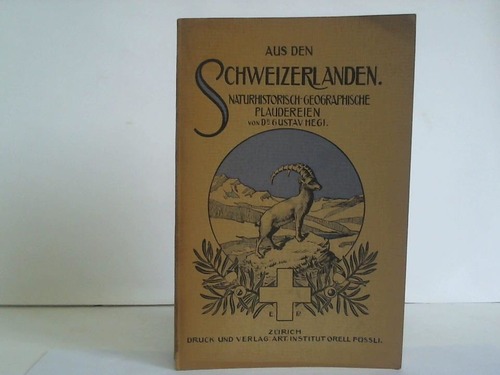 AUS DEN
SCHWEIZERLANDEN.
NATURHISTORISCH-GEOGRAPHISCHE
PLAUDEREIEN
VON DR GUSTAV HEGI.
ZÜRICH
DRUCK UND VERLAG: ART. INSTITUT ORELL FÜSSLI.